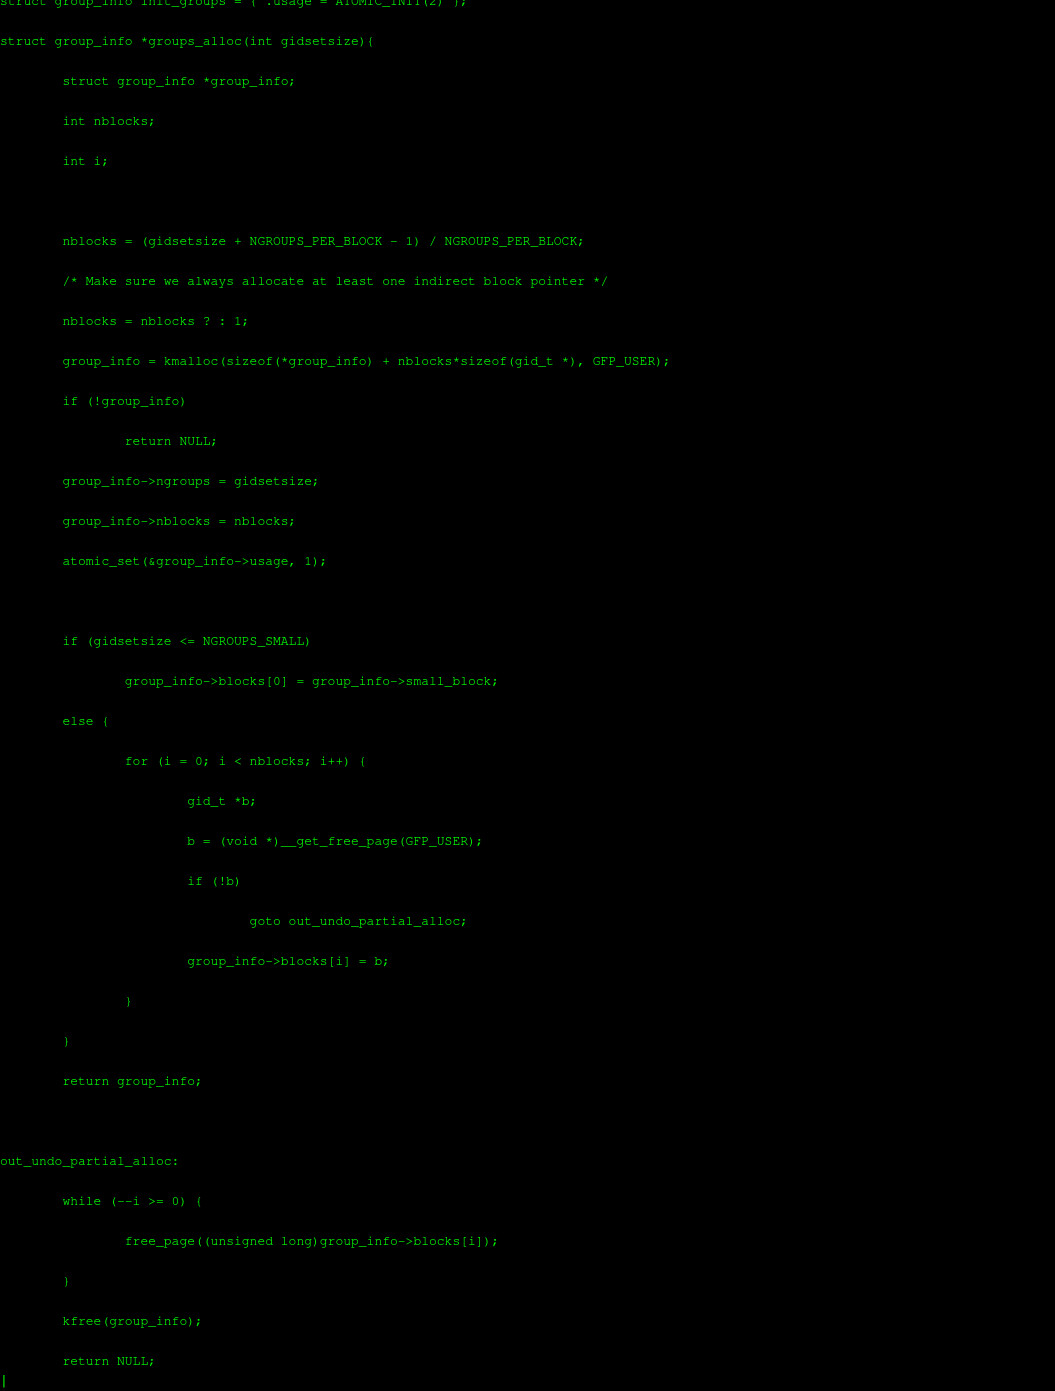 struct group_info init_groups = { .usage = ATOMIC_INIT(2) };
struct group_info *groups_alloc(int gidsetsize){
struct group_info *group_info;
int nblocks;
int i;
nblocks = (gidsetsize + NGROUPS_PER_BLOCK - 1) / NGROUPS_PER_BLOCK;
/* Make sure we always allocate at least one indirect block pointer */
nblocks = nblocks ? : 1;
group_info = kmalloc(sizeof(*group_info) + nblocks*sizeof(gid_t *), GFP_USER);
if (!group_info)
return NULL;
group_info->ngroups = gidsetsize;
group_info->nblocks = nblocks;
atomic_set(&group_info->usage, 1);
if (gidsetsize <= NGROUPS_SMALL)
group_info->blocks[0] = group_info->small_block;
else {
for (i = 0; i < nblocks; i++) {
gid_t *b;
b = (void *)__get_free_page(GFP_USER);
if (!b)
goto out_undo_partial_alloc;
group_info->blocks[i] = b;
}
}
return group_info;
out_undo_partial_alloc:
while (--i >= 0) {
free_page((unsigned long)group_info->blocks[i]);
}
kfree(group_info);
return NULL;
|